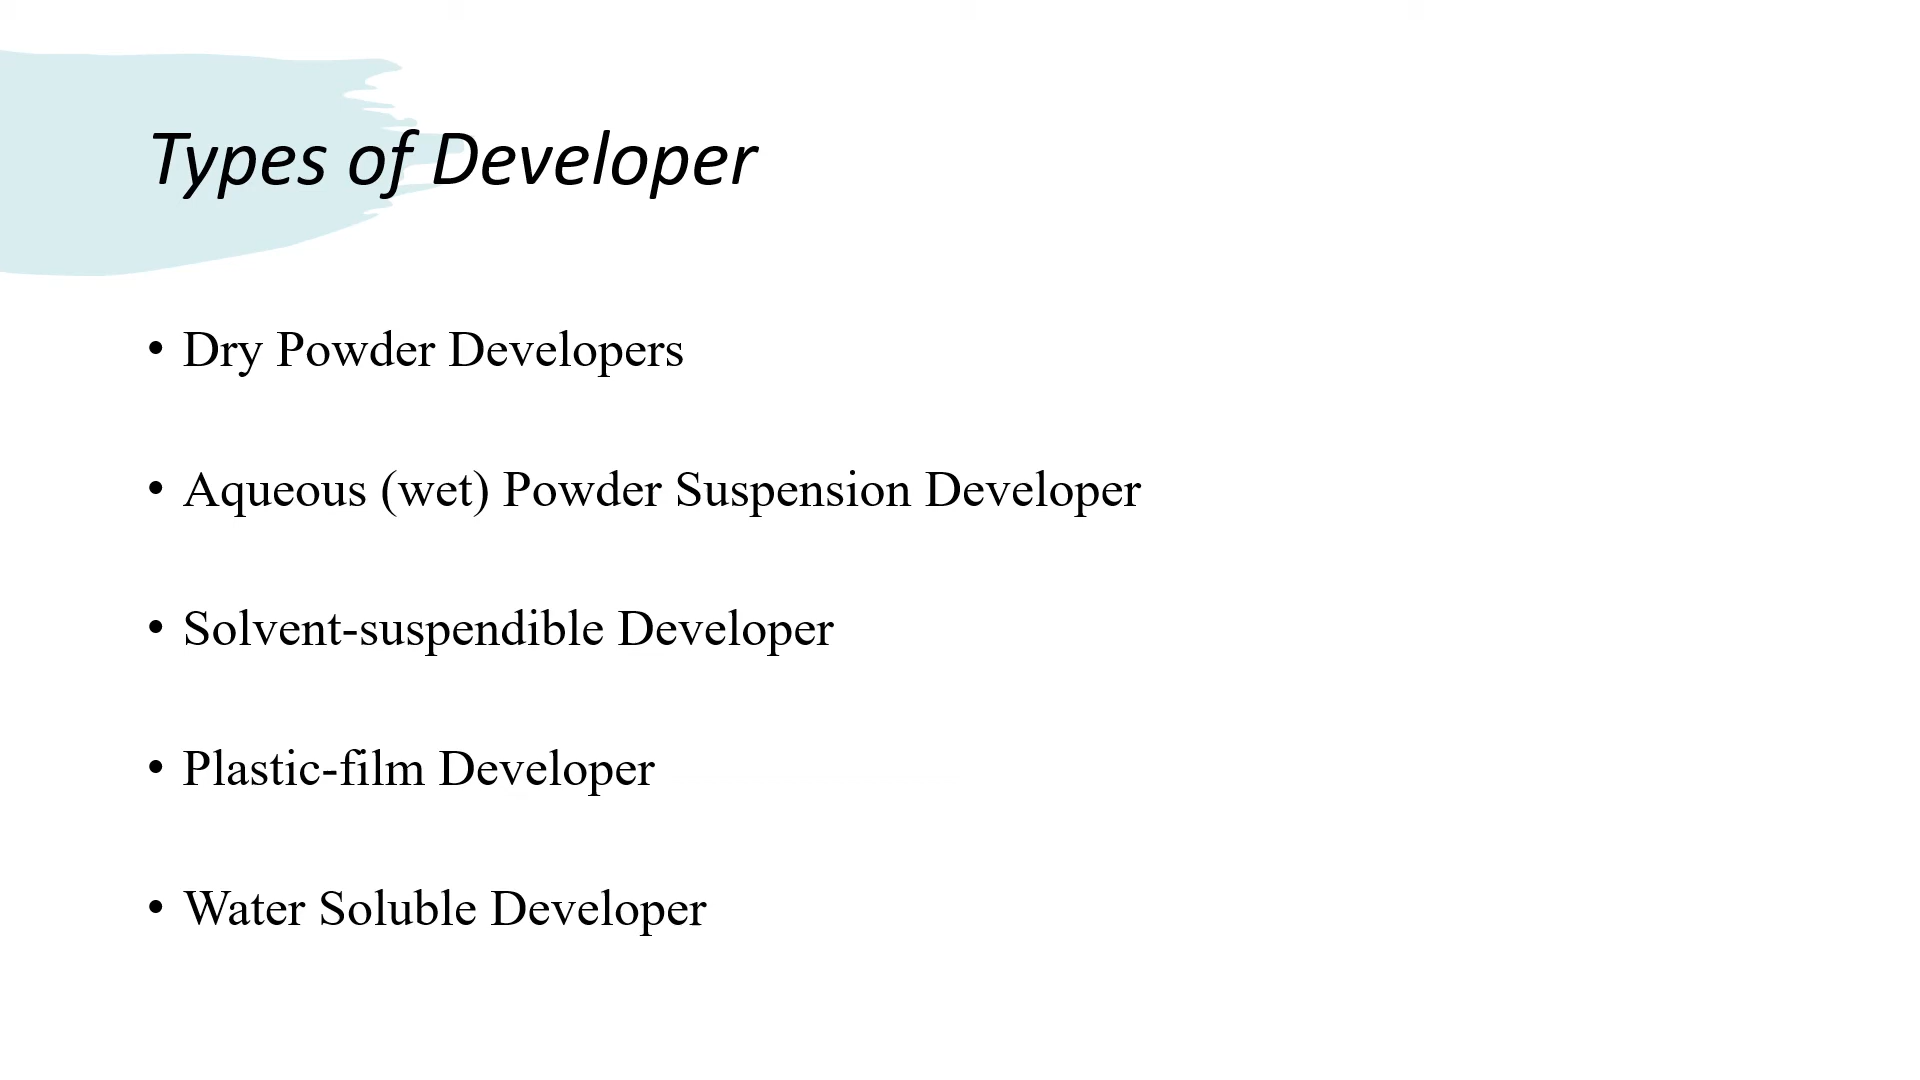 Types of Developer
• Dry Powder Developers
• Aqueous (wet) Powder Suspension Developer
• Solvent-suspendible Developer
• Plastic-film Developer
• Water Soluble Developer